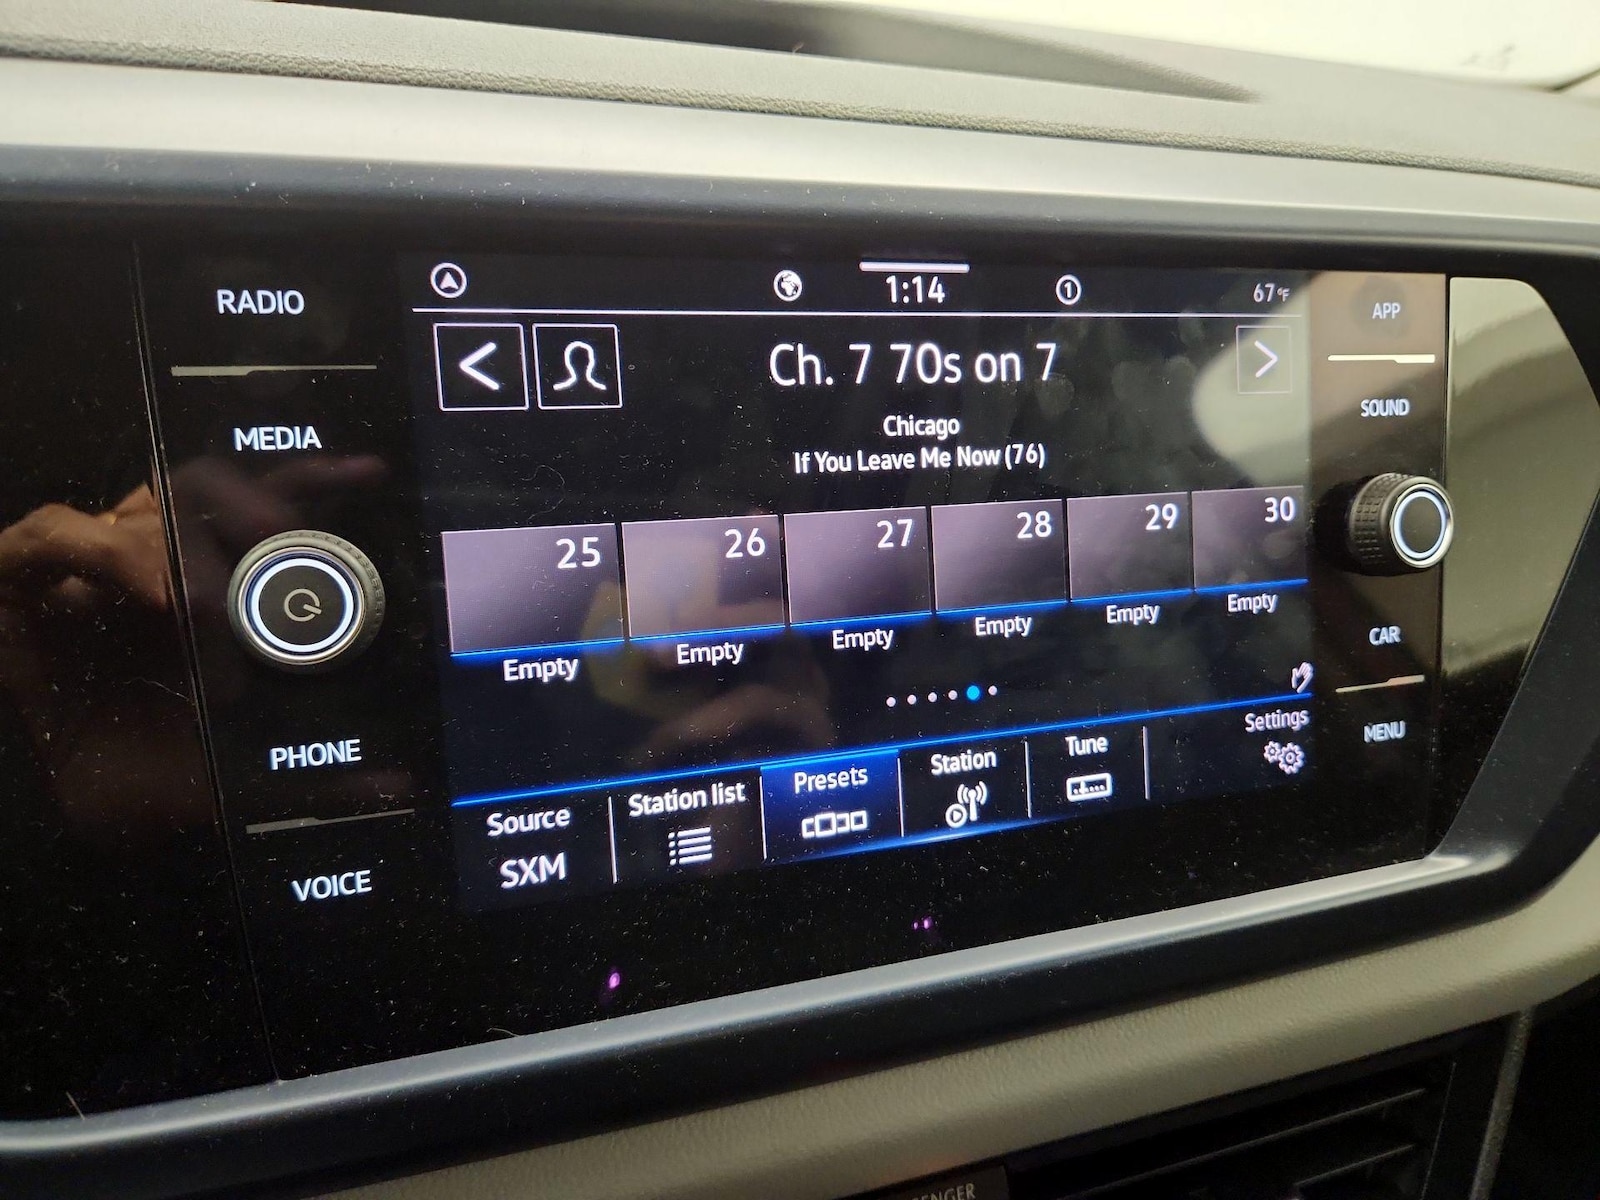 RADIO
MEDIA
PHONE
VOICE
1:14
1
67°F
Ch. 7 70s on 7
Chicago
If You Leave Me Now (76)
25
26
27
28
29
30
Empty
Empty
Empty
Empty
Empty
Empty
Source
SXM
Station list
Presets
Station
Tune
Settings
APP
SOUND
CAR
MENU